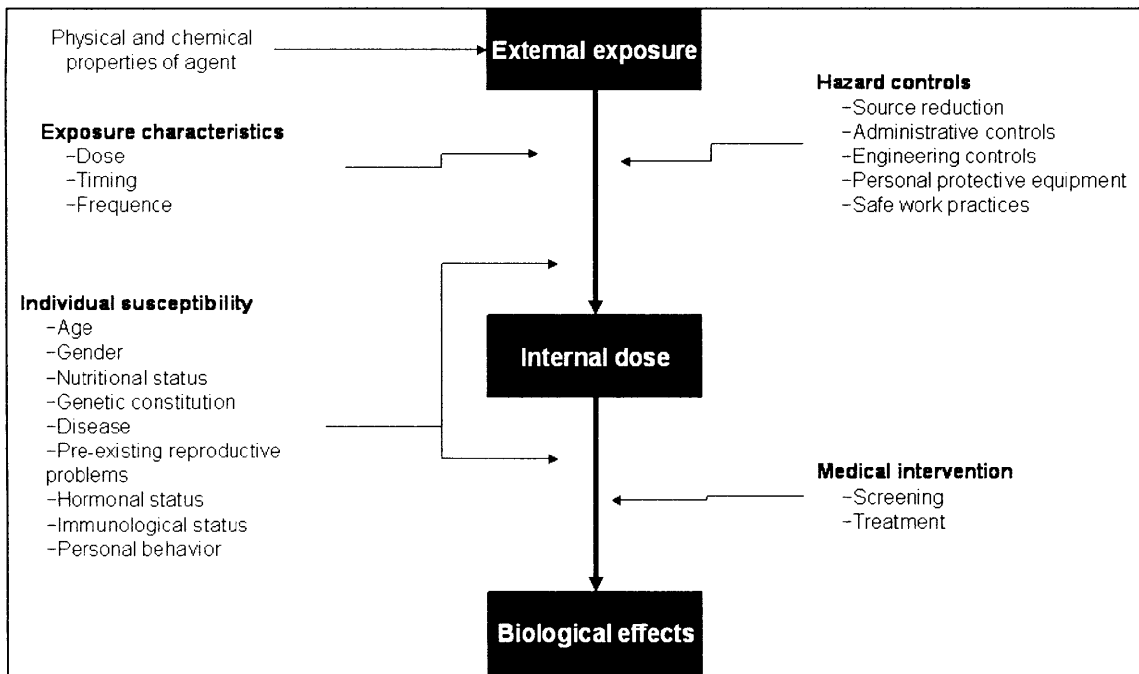 Physical and chemical
properties of agent
External exposure
Hazard controls
-Source reduction
-Administrative controls
-Engineering controls
-Personal protective equipment
-Safe work practices
Exposure characteristics
-Dose
-Timing
-Frequence
Individual susceptibility
-Age
-Gender
-Nutritional status
-Genetic constitution
-Disease
-Pre-existing reproductive
problems
-Hormonal status
-Immunological status
-Personal behavior
Internal dose
Medical intervention
-Screening
-Treatment
Biological effects